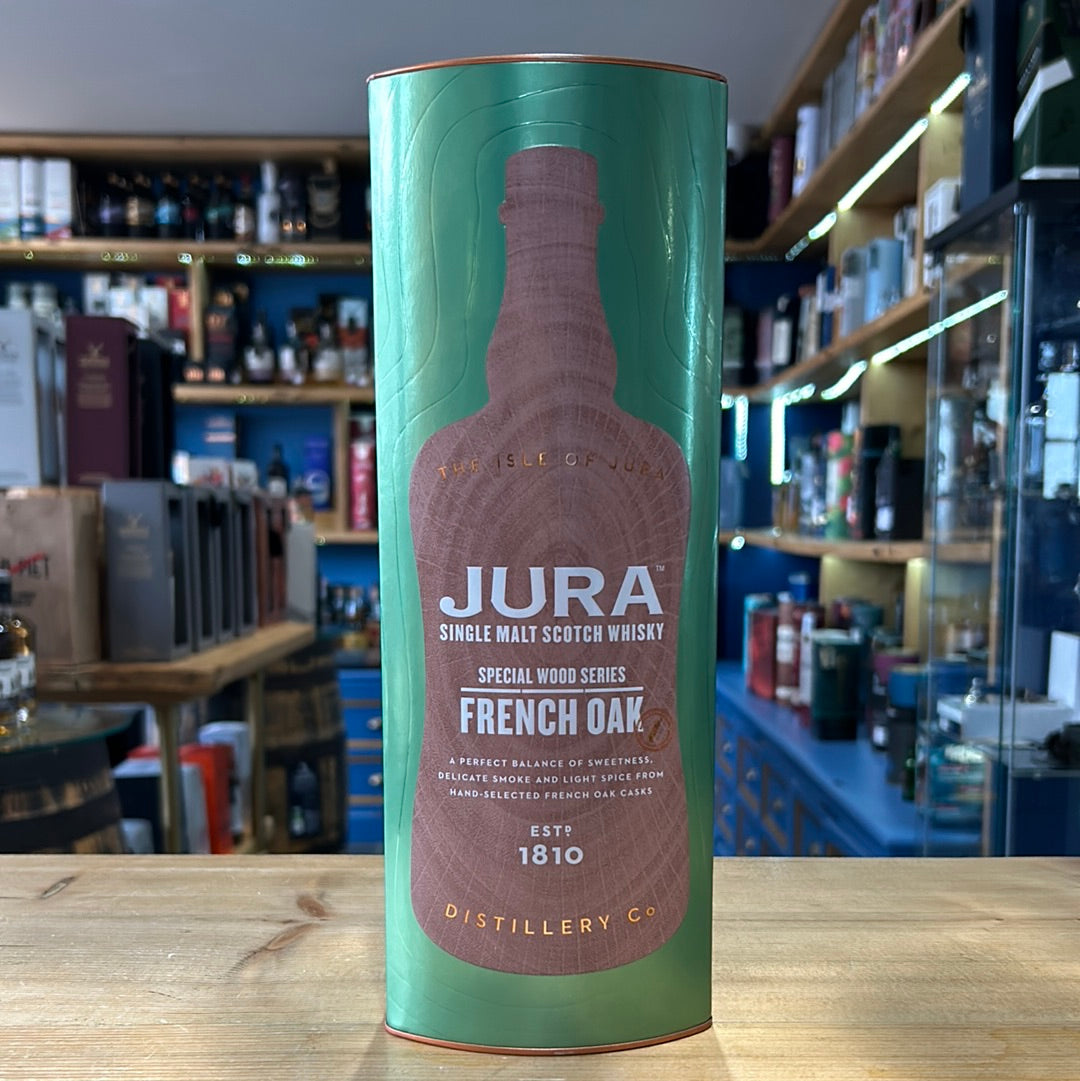 THE ISLE OF JURA
JURA™
SINGLE MALT SCOTCH WHISKY
SPECIAL WOOD SERIES
FRENCH OAK
A PERFECT BALANCE OF SWEETNESS,
DELICATE SMOKE AND LIGHT SPICE FROM
HAND-SELECTED FRENCH OAK CASKS
ESTD
1810
DISTILLERY Co